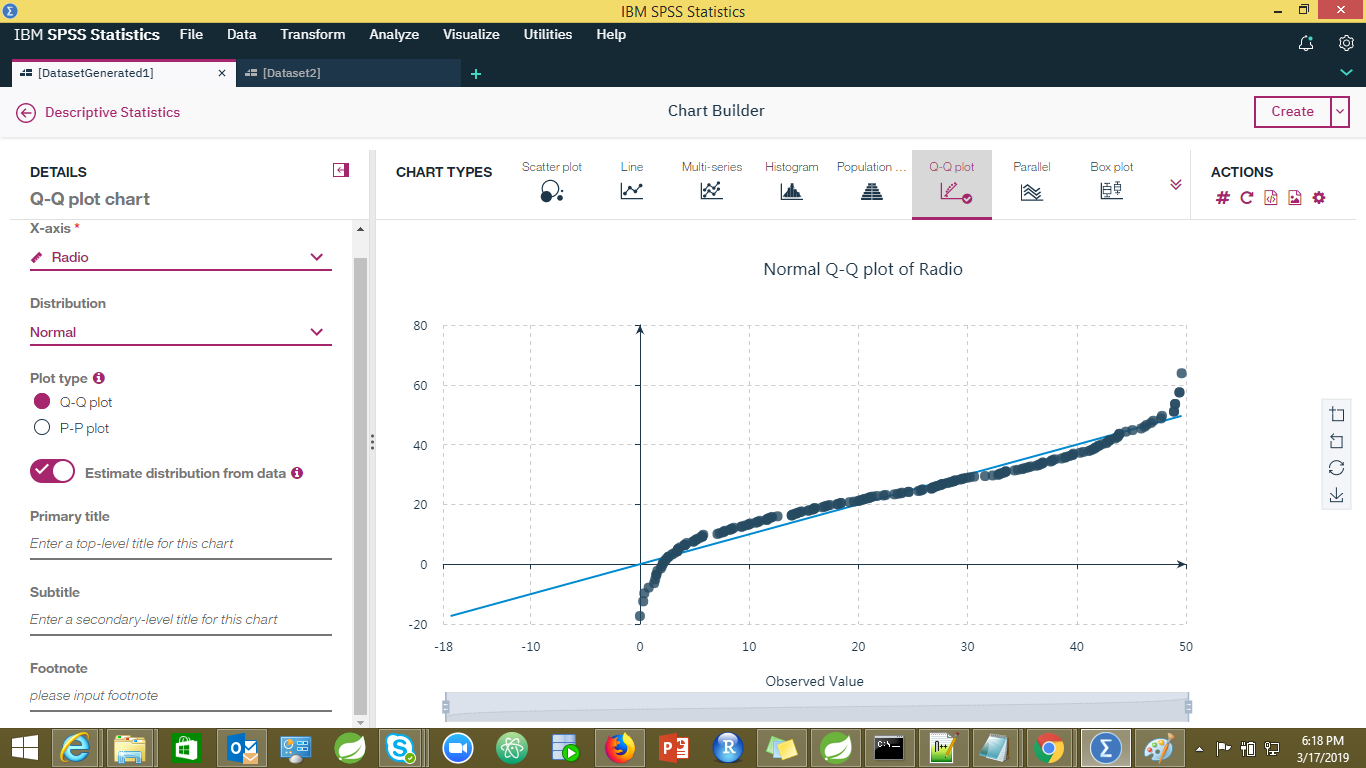 IBM SPSS Statistics
IBM SPSS Statistics File Data Transform Analyze Visualize Utilities Help
[DatasetGenerated1] × [Dataset2] +
Descriptive Statistics
Chart Builder
Create
DETAILS
Q-Q plot chart
X-axis *
Radio
Distribution
Normal
Plot type
Q-Q plot
P-P plot
Estimate distribution from data
Primary title
Enter a top-level title for this chart
Subtitle
Enter a secondary-level title for this chart
Footnote
please input footnote
CHART TYPES
Scatter plot
Line
Multi-series
Histogram
Population ...
Q-Q plot
Parallel
Box plot
ACTIONS
Normal Q-Q plot of Radio
80
60
40
20
0
-20
-18 -10 0 10 20 30 40 50
Observed Value
6:18 PM
3/17/2019